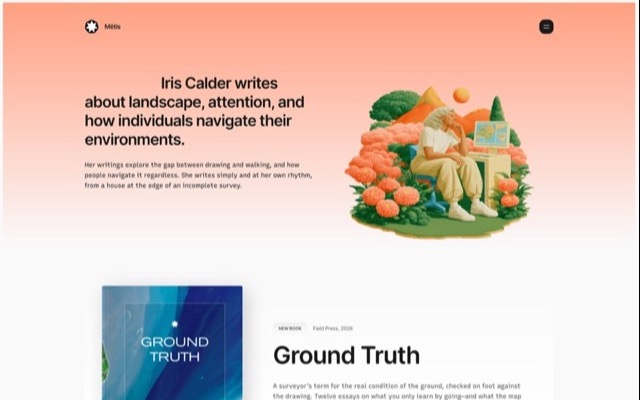 Mētis
Iris Calder writes
about landscape, attention, and
how individuals navigate their
environments.
Her writings explore the gap between drawing and walking, and how
people navigate it regardless. She writes simply and at her own rhythm,
from a house at the edge of an incomplete survey.
GROUND
TRUTH
NEW BOOK
Field Press, 2026
Ground Truth
A surveyor's term for the real condition of the ground, checked on foot against
the drawing. Twelve essays on what you only learn by going—and what the map